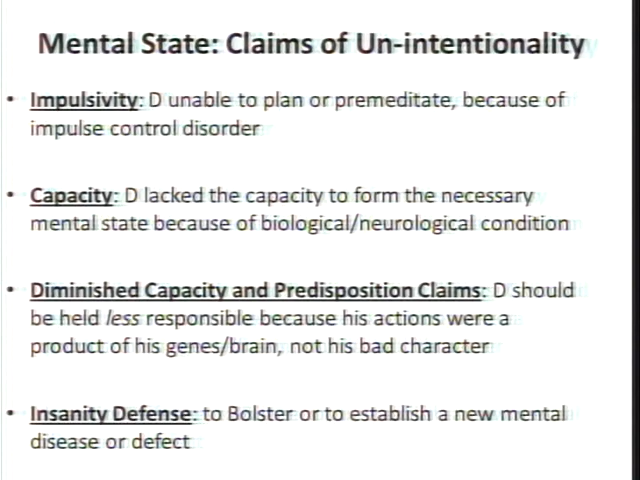 Mental State: Claims of Un-intentionality
• Impulsivity: D unable to plan or premeditate, because of
impulse control disorder
• Capacity: D lacked the capacity to form the necessary
mental state because of biological/neurological condition
• Diminished Capacity and Predisposition Claims: D should
be held less responsible because his actions were a
product of his genes/brain, not his bad character
• Insanity Defense: to Bolster or to establish a new mental
disease or defect